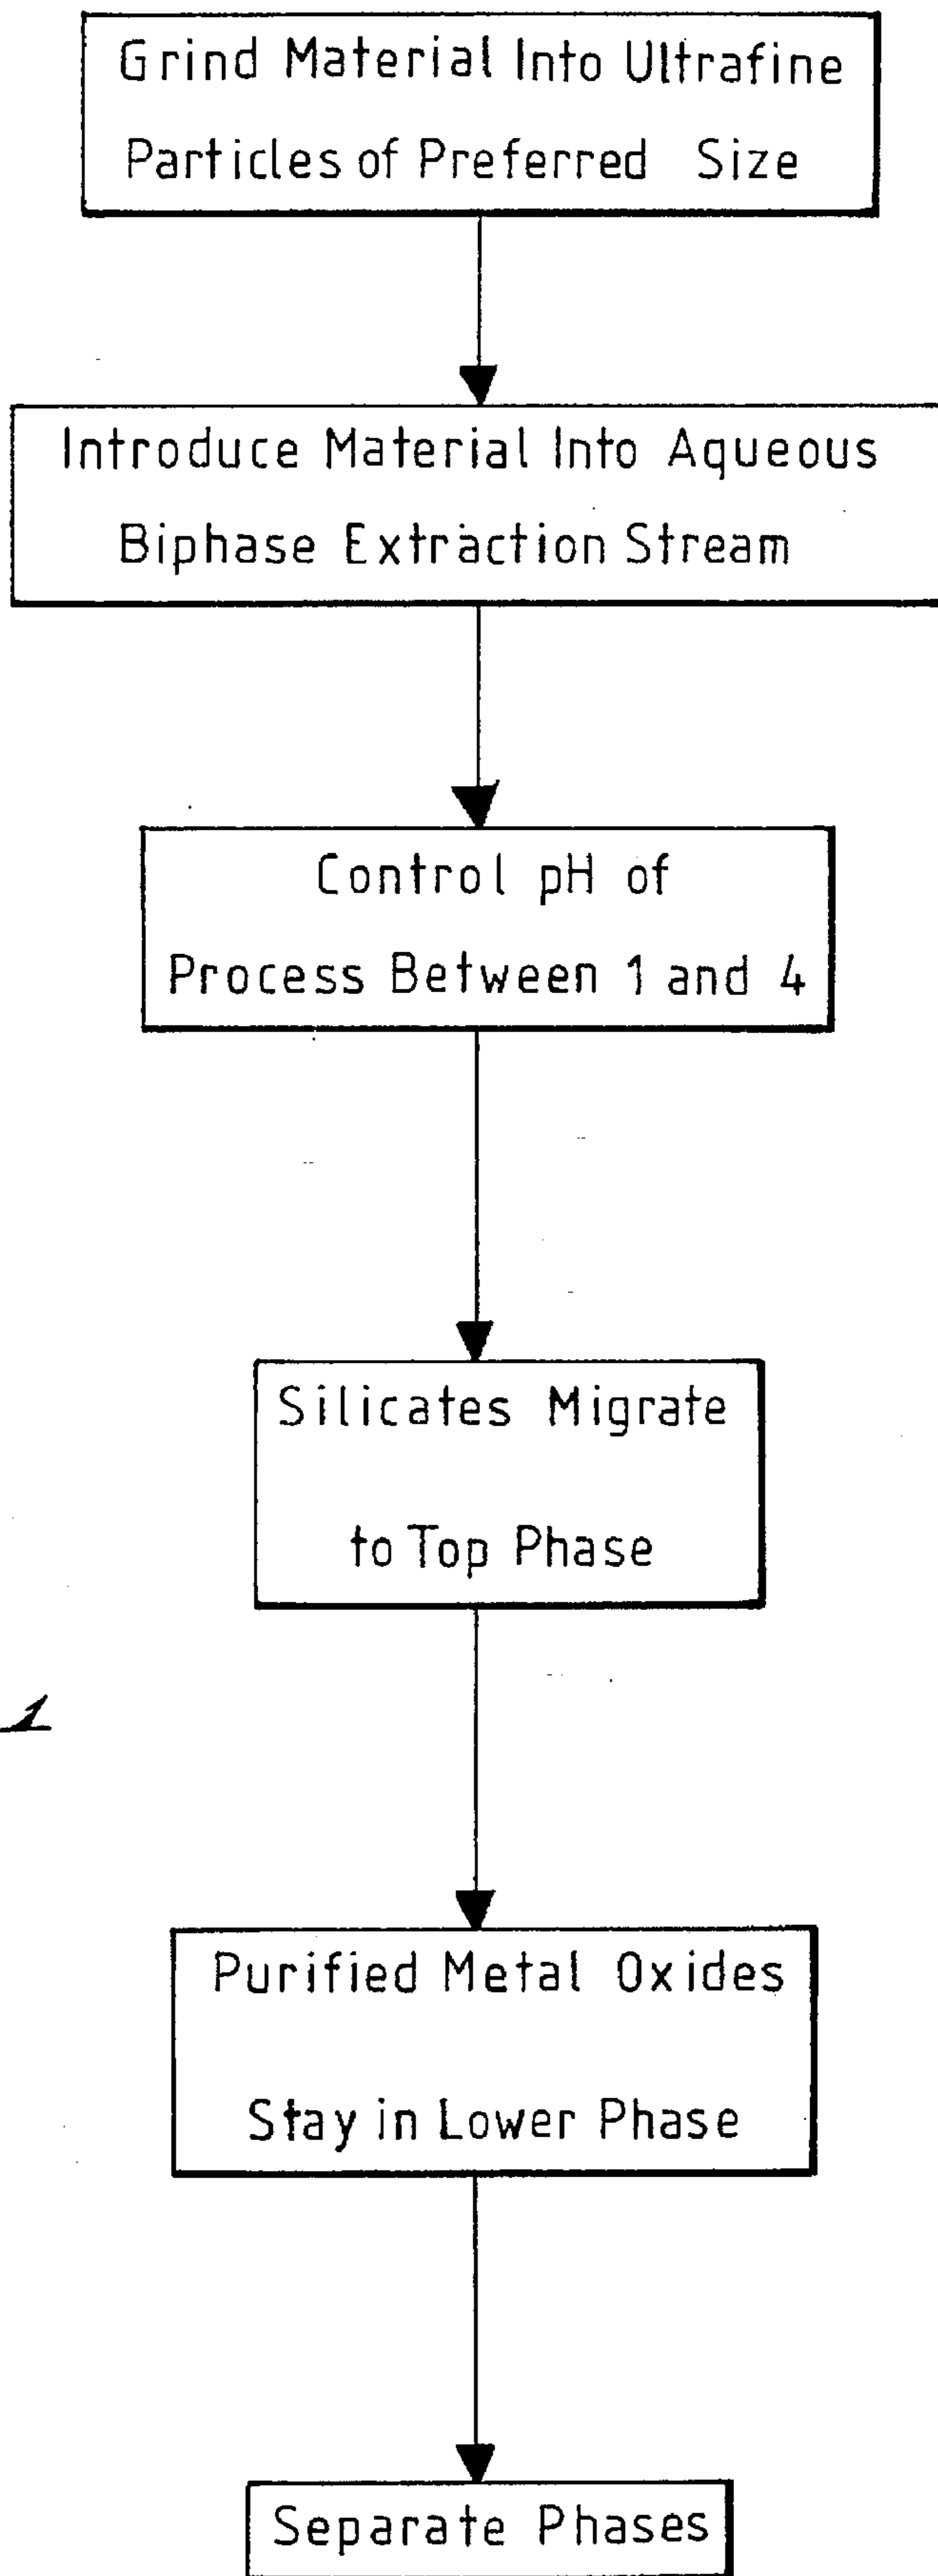 Grind Material Into Ultrafine
Particles of Preferred Size
Introduce Material Into Aqueous
Biphase Extraction Stream
Control pH of
Process Between 1 and 4
Silicates Migrate
to Top Phase
1
Purified Metal Oxides
Stay in Lower Phase
Separate Phases